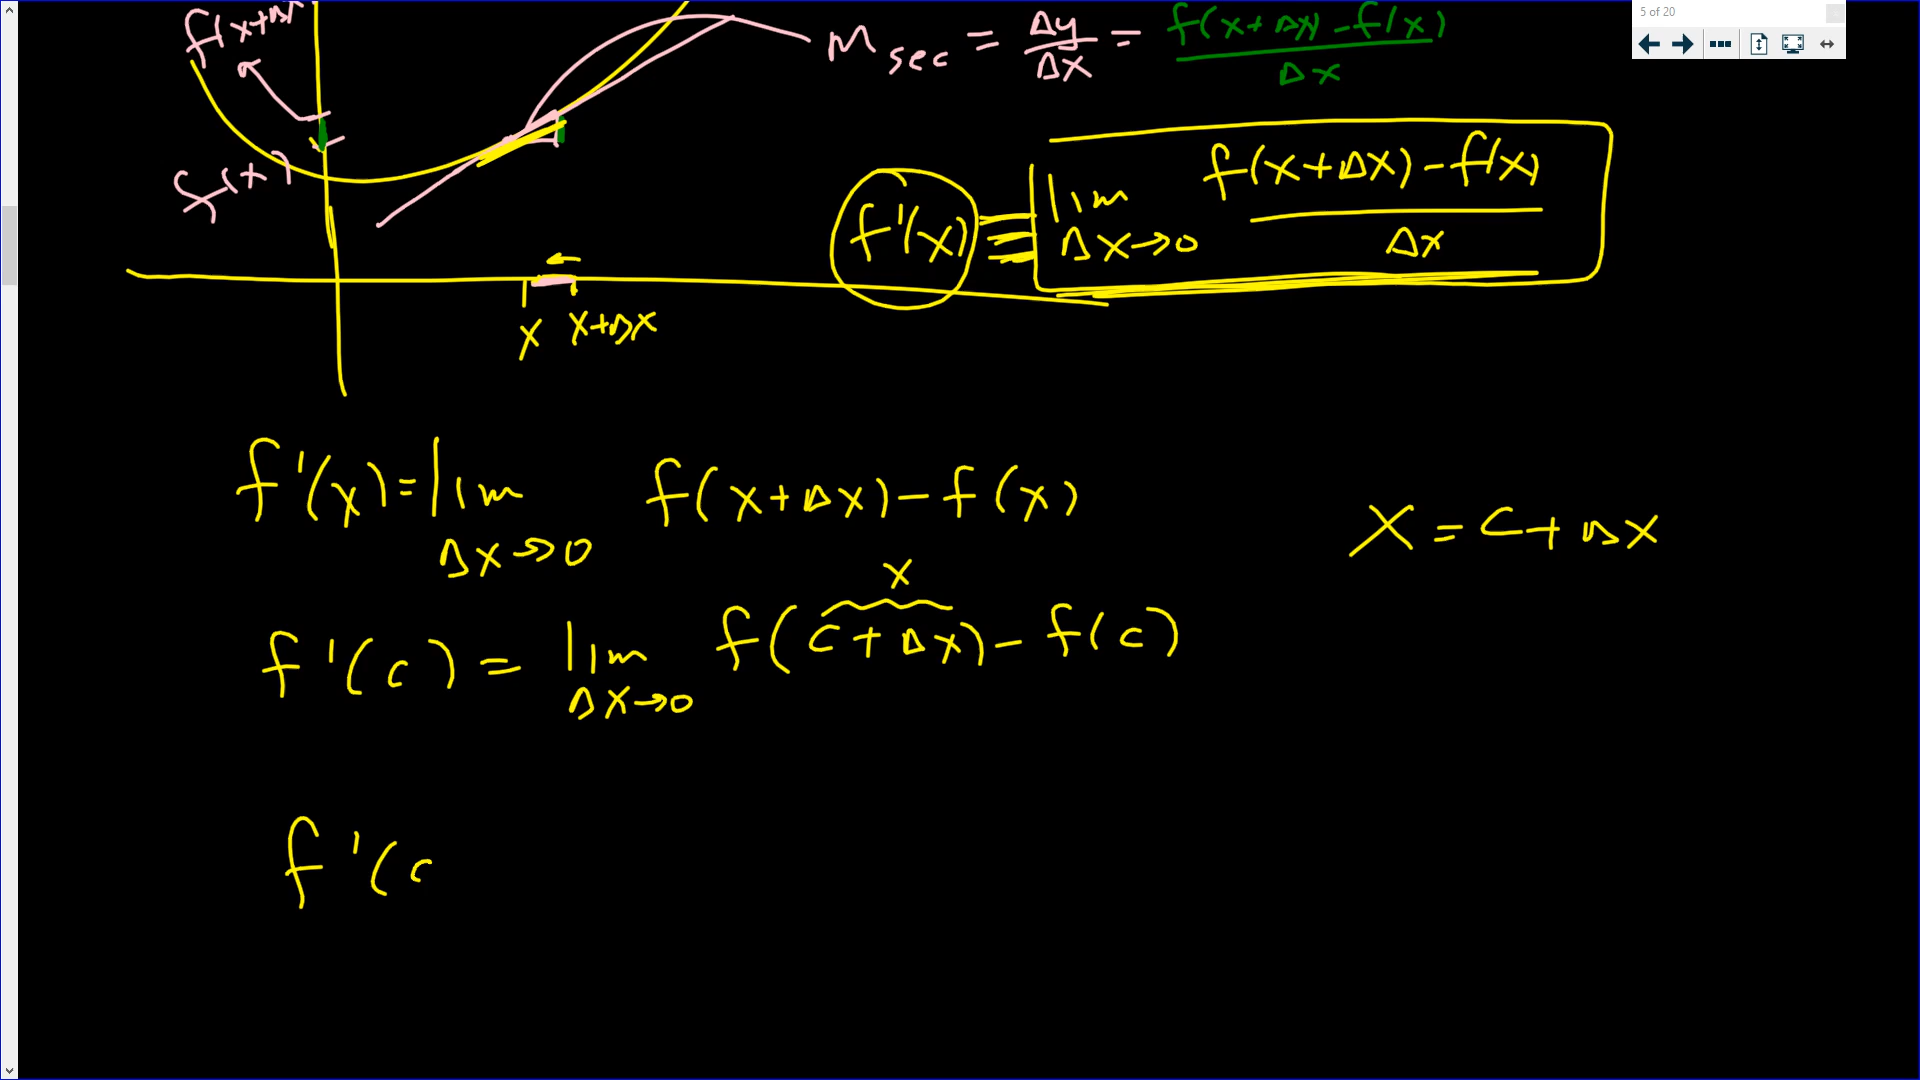 5 of 20
f(x+Δx)
m sec = Δy/Δx = (f(x+Δx) - f(x))/Δx
f(x)
f'(x) ≡ lim Δx→0 (f(x+Δx) - f(x))/Δx
x x+Δx
f'(x) = lim Δx→0 f(x+Δx) - f(x)
x = c + Δx
x
f'(c) = lim Δx→0 f(c+Δx) - f(c)
f'(c